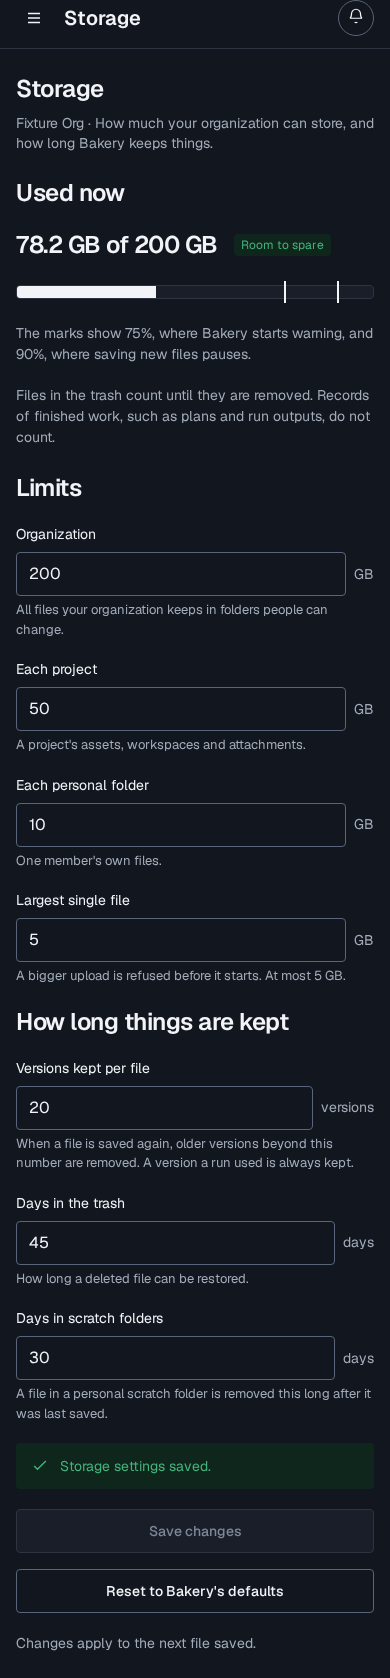 Storage
Storage
Fixture Org · How much your organization can store, and
how long Bakery keeps things.
Used now
78.2 GB of 200 GB
Room to spare
The marks show 75%, where Bakery starts warning, and
90%, where saving new files pauses.
Files in the trash count until they are removed. Records
of finished work, such as plans and run outputs, do not
count.
Limits
Organization
200
GB
All files your organization keeps in folders people can
change.
Each project
50
GB
A project's assets, workspaces and attachments.
Each personal folder
10
GB
One member's own files.
Largest single file
5
GB
A bigger upload is refused before it starts. At most 5 GB.
How long things are kept
Versions kept per file
20
versions
When a file is saved again, older versions beyond this
number are removed. A version a run used is always kept.
Days in the trash
45
days
How long a deleted file can be restored.
Days in scratch folders
30
days
A file in a personal scratch folder is removed this long after it
was last saved.
Storage settings saved.
Save changes
Reset to Bakery's defaults
Changes apply to the next file saved.